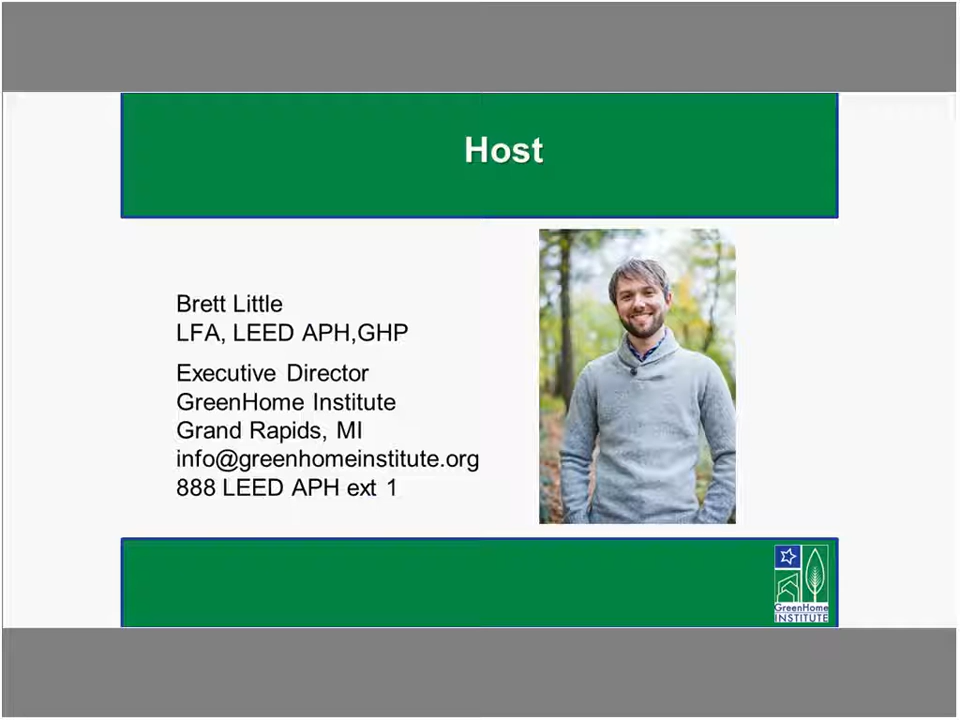 Host
Brett Little
LFA, LEED APH,GHP
Executive Director
GreenHome Institute
Grand Rapids, MI
info@greenhomeinstitute.org
888 LEED APH ext 1
GreenHome
INSTITUTE